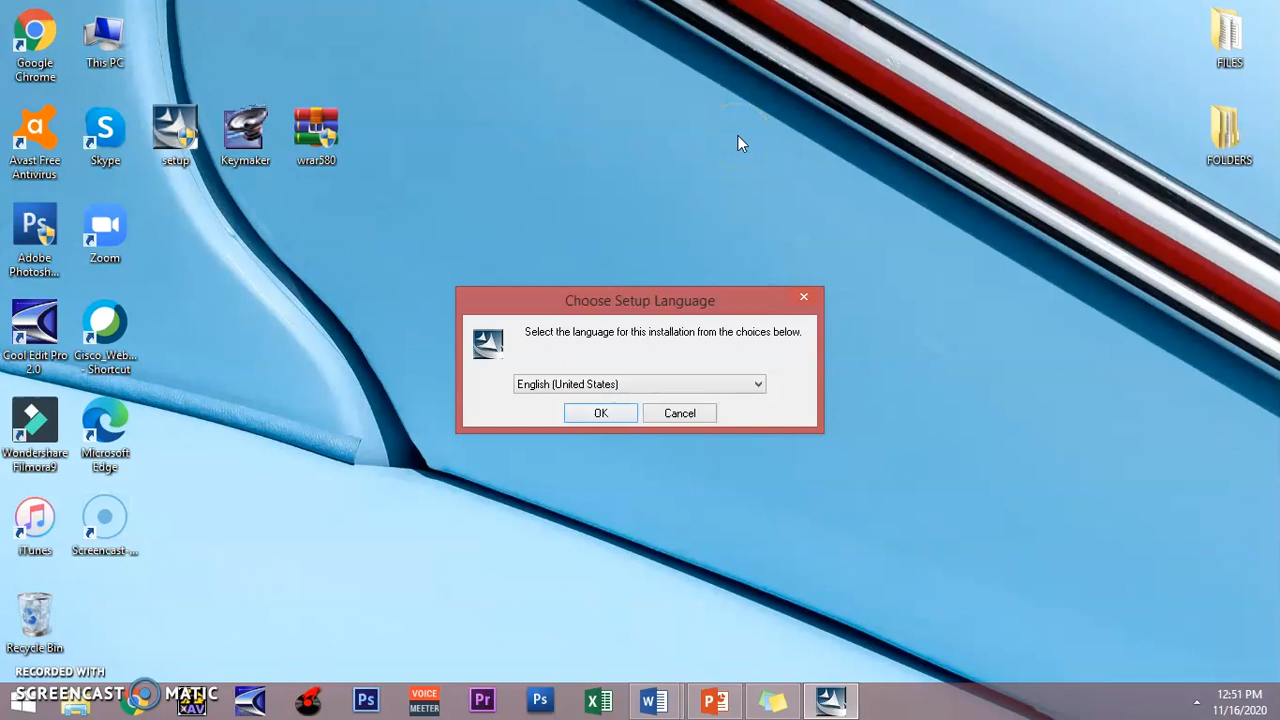 Google
Chrome
This PC
FILES
Avast Free
Antivirus
Skype
setup
Keymaker
wrar580
FOLDERS
Adobe
Photosh...
Zoom
Cool Edit Pro
2.0
Cisco_Web...
- Shortcut
Wondershare
Filmora9
Microsoft
Edge
iTunes
Screencast-...
Recycle Bin
Choose Setup Language
Select the language for this installation from the choices below.
English (United States)
OK
Cancel
RECORDED WITH
SCREENCAST MATIC
VOICE
MEETER
12:51 PM
11/16/2020